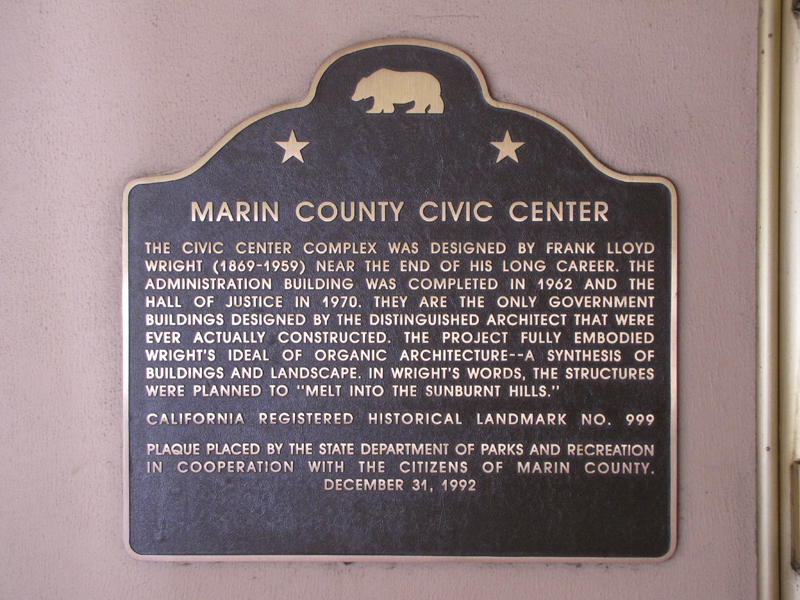 MARIN COUNTY CIVIC CENTER
THE CIVIC CENTER COMPLEX WAS DESIGNED BY FRANK LLOYD
WRIGHT (1869-1959) NEAR THE END OF HIS LONG CAREER. THE
ADMINISTRATION BUILDING WAS COMPLETED IN 1962 AND THE
HALL OF JUSTICE IN 1970. THEY ARE THE ONLY GOVERNMENT
BUILDINGS DESIGNED BY THE DISTINGUISHED ARCHITECT THAT WERE
EVER ACTUALLY CONSTRUCTED. THE PROJECT FULLY EMBODIED
WRIGHT'S IDEAL OF ORGANIC ARCHITECTURE--A SYNTHESIS OF
BUILDINGS AND LANDSCAPE. IN WRIGHT'S WORDS, THE STRUCTURES
WERE PLANNED TO "MELT INTO THE SUNBURNT HILLS."
CALIFORNIA REGISTERED HISTORICAL LANDMARK NO. 999
PLAQUE PLACED BY THE STATE DEPARTMENT OF PARKS AND RECREATION
IN COOPERATION WITH THE CITIZENS OF MARIN COUNTY.
DECEMBER 31, 1992